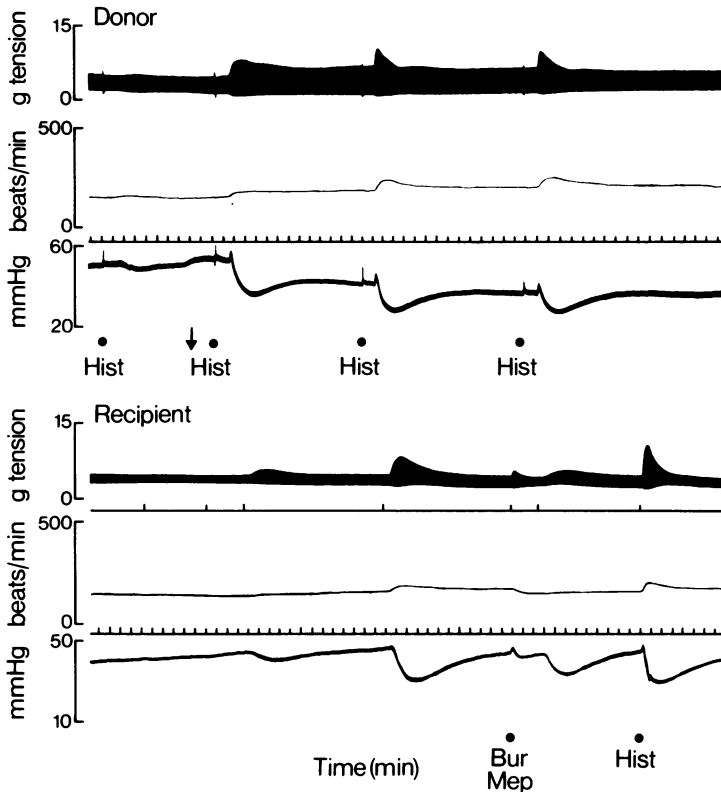 Donor
15
g tension
0
500
beats/min
0
60
mmHg
20
Hist Hist Hist Hist
Recipient
15
g tension
0
500
beats/min
0
50
mmHg
10
Time (min)
Bur
Mep
Hist